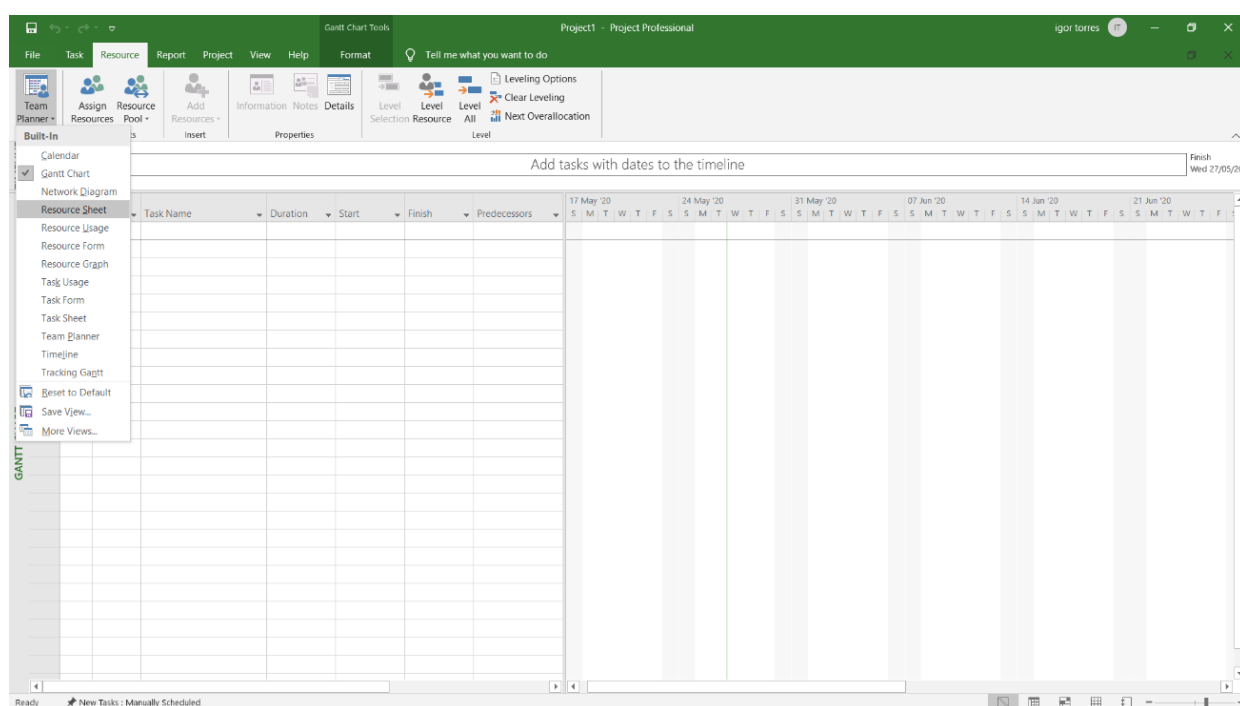 Gantt Chart Tools
Project1 - Project Professional
igor torres
IT
File Task Resource Report Project View Help Format Tell me what you want to do
Team Planner
Assign Resources
Resource Pool
Add Resources
Information Notes Details
Level Selection
Level Resource
Level All
Leveling Options
Clear Leveling
Next Overallocation
Insert Properties Level
Built-In
Calendar
Gantt Chart
Network Diagram
Resource Sheet
Resource Usage
Resource Form
Resource Graph
Task Usage
Task Form
Task Sheet
Team Planner
Timeline
Tracking Gantt
Reset to Default
Save View...
More Views...
Add tasks with dates to the timeline
Finish
Wed 27/05/20
Task Name Duration Start Finish Predecessors
17 May '20 24 May '20 31 May '20 07 Jun '20 14 Jun '20 21 Jun '20
S M T W T F S S M T W T F S S M T W T F S S M T W T F S S M T W T F S S M T W T F
GANTT
Ready New Tasks : Manually Scheduled